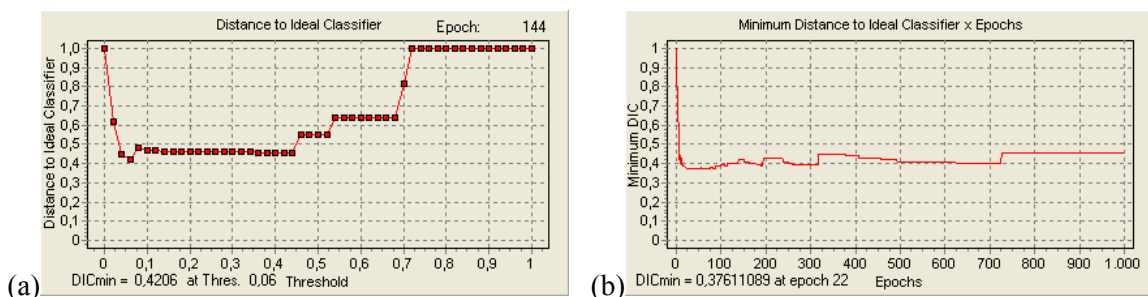 Distance to Ideal Classifier Epoch: 144
Distance to Ideal Classifier
1,0
0,9
0,8
0,7
0,6
0,5
0,4
0,3
0,2
0,1
0
0 0,1 0,2 0,3 0,4 0,5 0,6 0,7 0,8 0,9 1
DICmin = 0,4206 at Thres. 0,06 Threshold
(a)
Minimum Distance to Ideal Classifier x Epochs
Minimum DIC
1
0,9
0,8
0,7
0,6
0,5
0,4
0,3
0,2
0,1
0
0 100 200 300 400 500 600 700 800 900 1.000
DICmin = 0,37611089 at epoch 22 Epochs
(b)